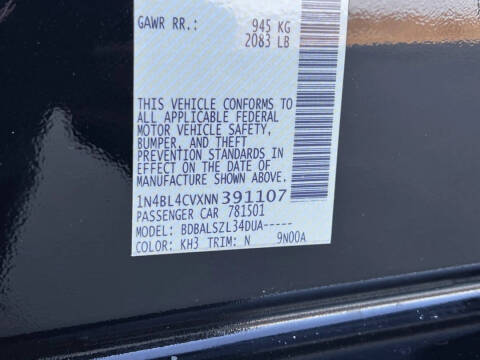 GAWR RR.: 945 KG
2083 LB
THIS VEHICLE CONFORMS TO
ALL APPLICABLE FEDERAL
MOTOR VEHICLE SAFETY,
BUMPER, AND THEFT
PREVENTION STANDARDS IN
EFFECT ON THE DATE OF
MANUFACTURE SHOWN ABOVE.
1N4BL4CVXNN391107
PASSENGER CAR 781501
MODEL: BDBALSZL34DUA-----
COLOR: KH3 TRIM: N 9N00A